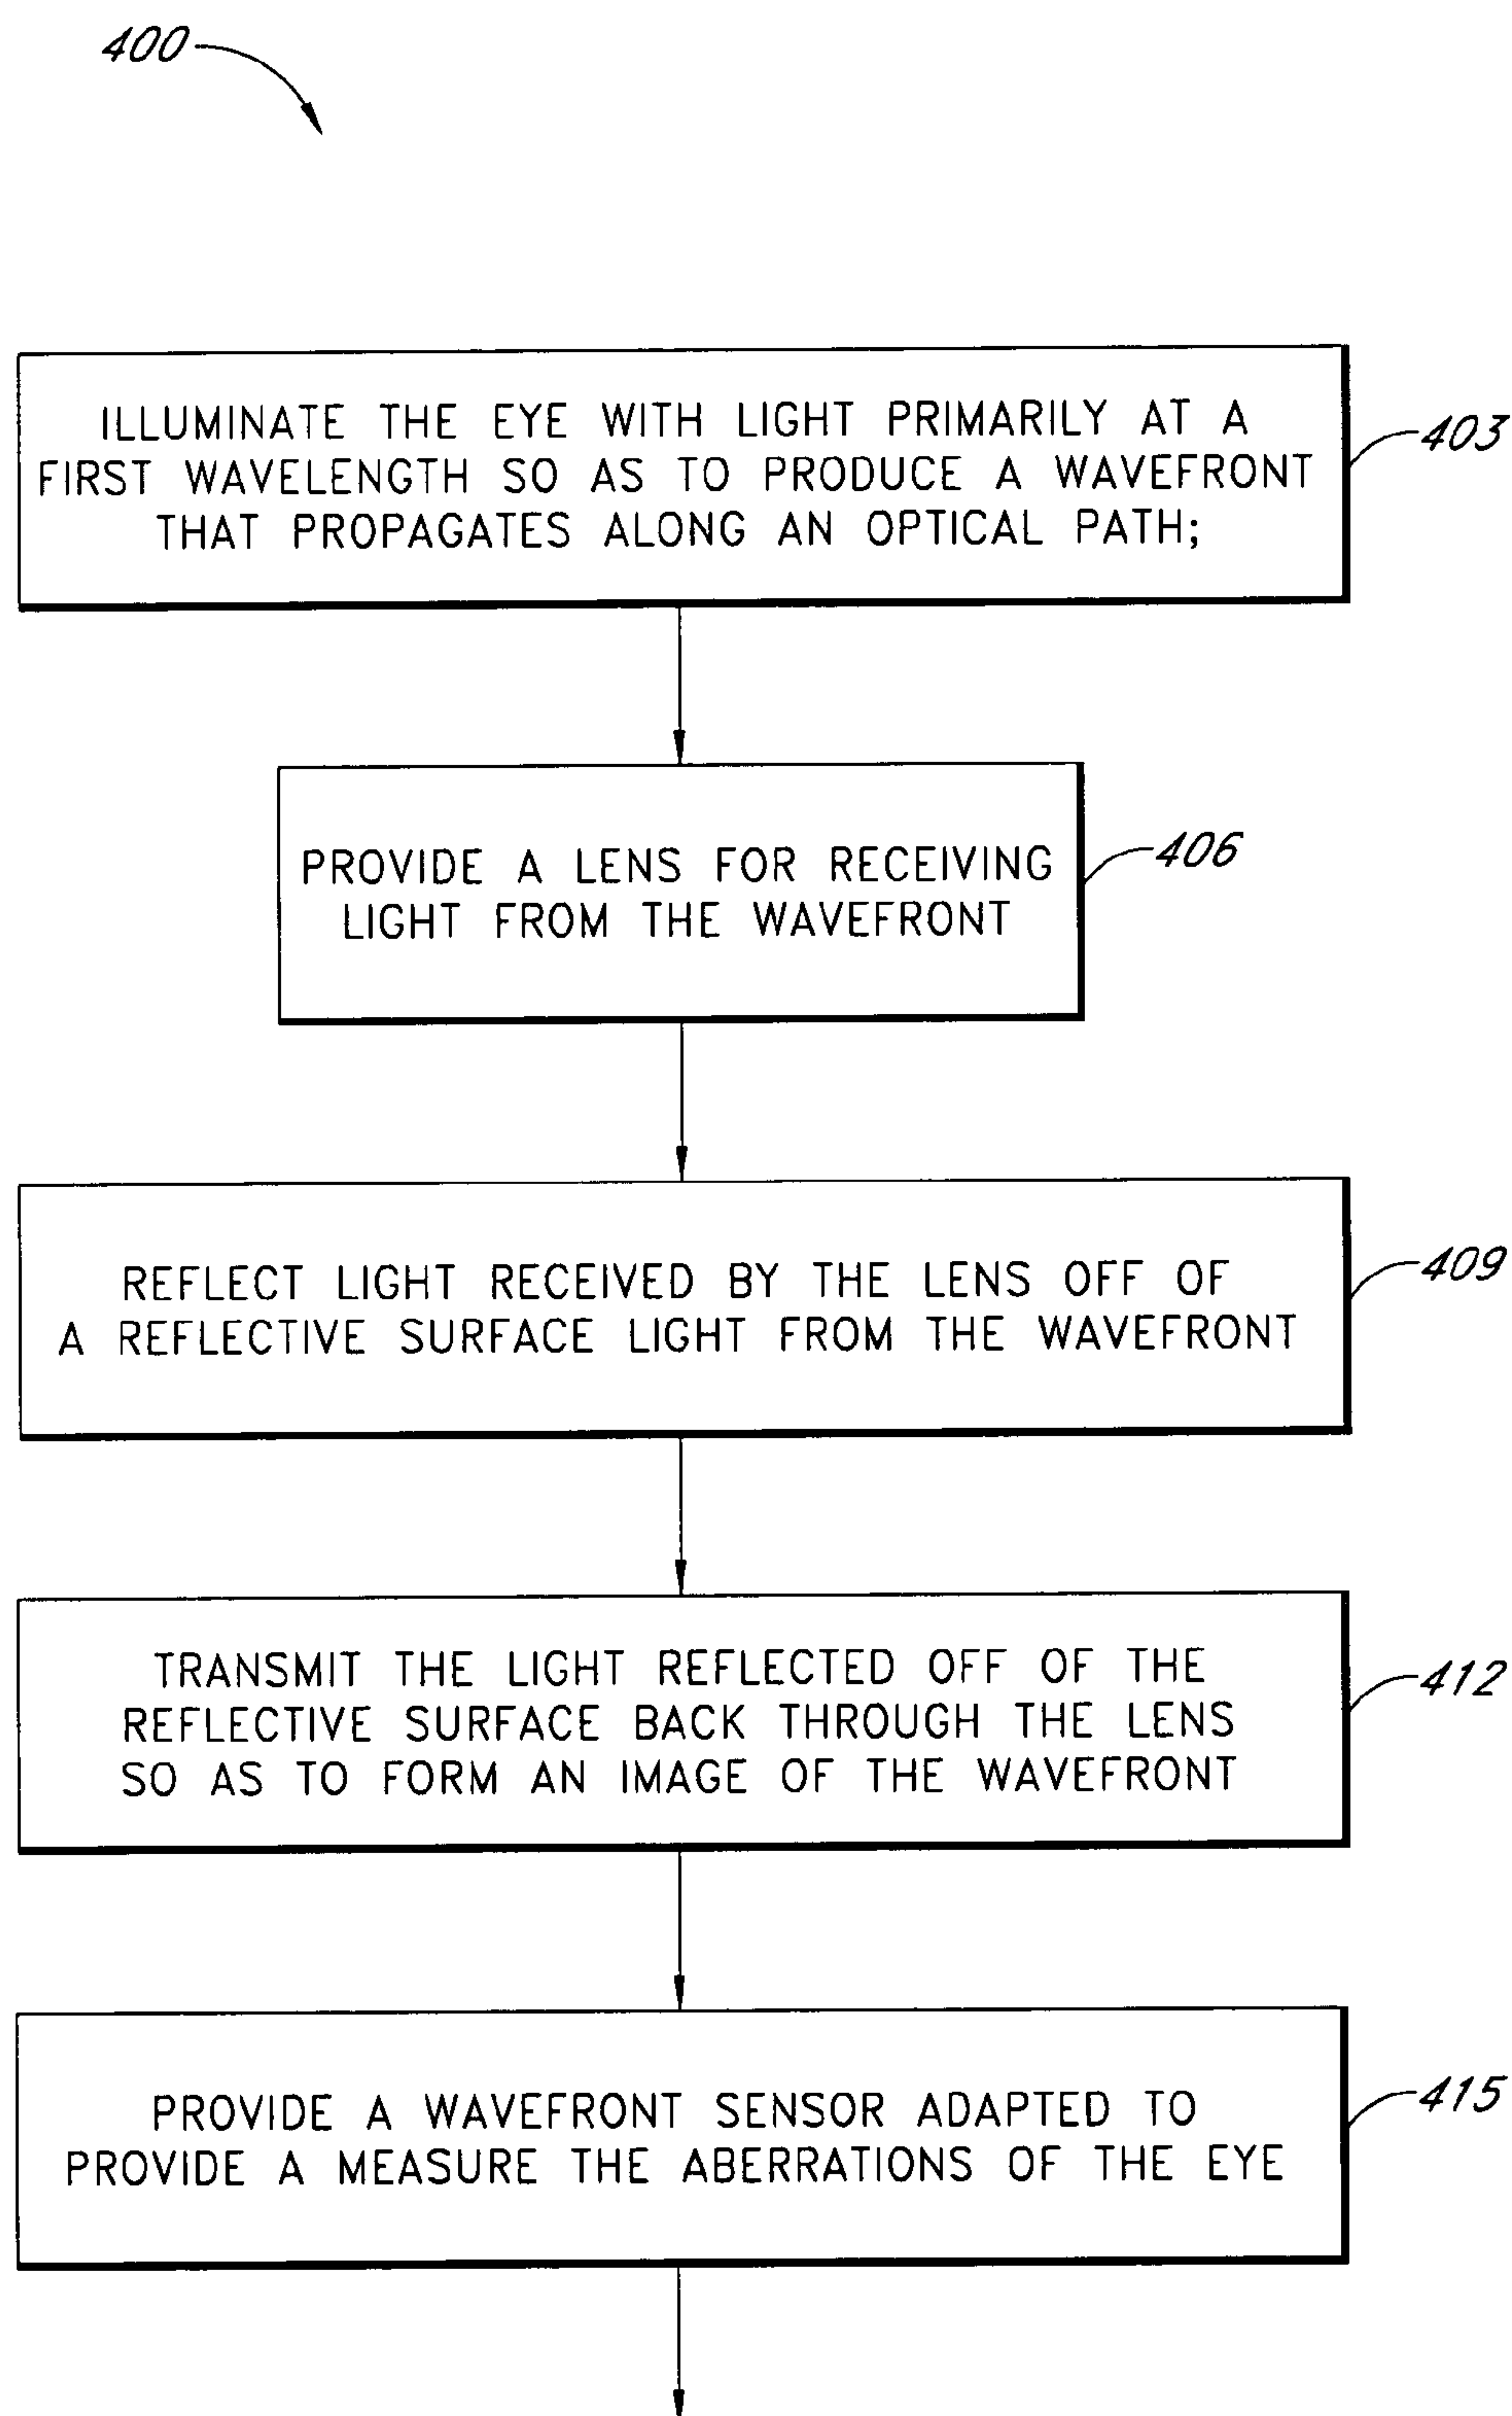 400
ILLUMINATE THE EYE WITH LIGHT PRIMARILY AT A
FIRST WAVELENGTH SO AS TO PRODUCE A WAVEFRONT
THAT PROPAGATES ALONG AN OPTICAL PATH;
403
PROVIDE A LENS FOR RECEIVING
LIGHT FROM THE WAVEFRONT
406
REFLECT LIGHT RECEIVED BY THE LENS OFF OF
A REFLECTIVE SURFACE LIGHT FROM THE WAVEFRONT
409
TRANSMIT THE LIGHT REFLECTED OFF OF THE
REFLECTIVE SURFACE BACK THROUGH THE LENS
SO AS TO FORM AN IMAGE OF THE WAVEFRONT
412
PROVIDE A WAVEFRONT SENSOR ADAPTED TO
PROVIDE A MEASURE THE ABERRATIONS OF THE EYE
415